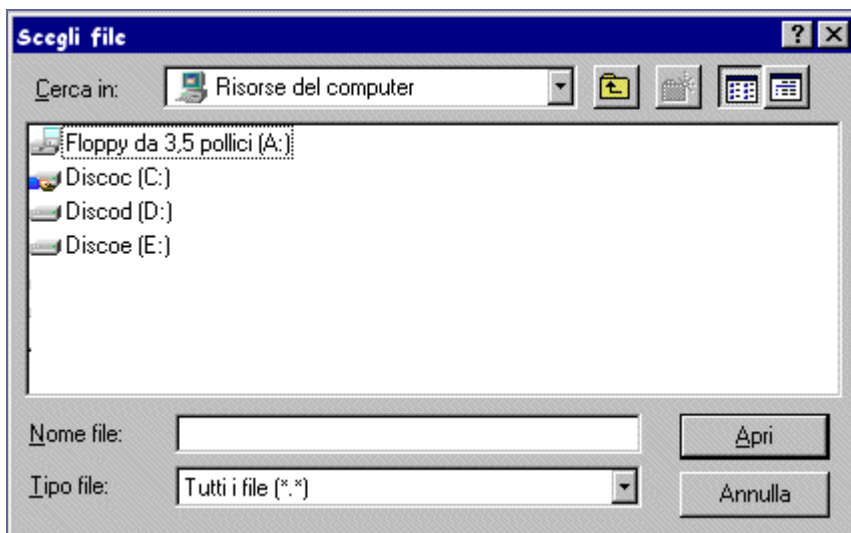 Scegli file
Cerca in: Risorse del computer
Floppy da 3,5 pollici (A:)
Discoc (C:)
Discod (D:)
Discoe (E:)
Nome file: Apri
Tipo file: Tutti i file (*.*) Annulla